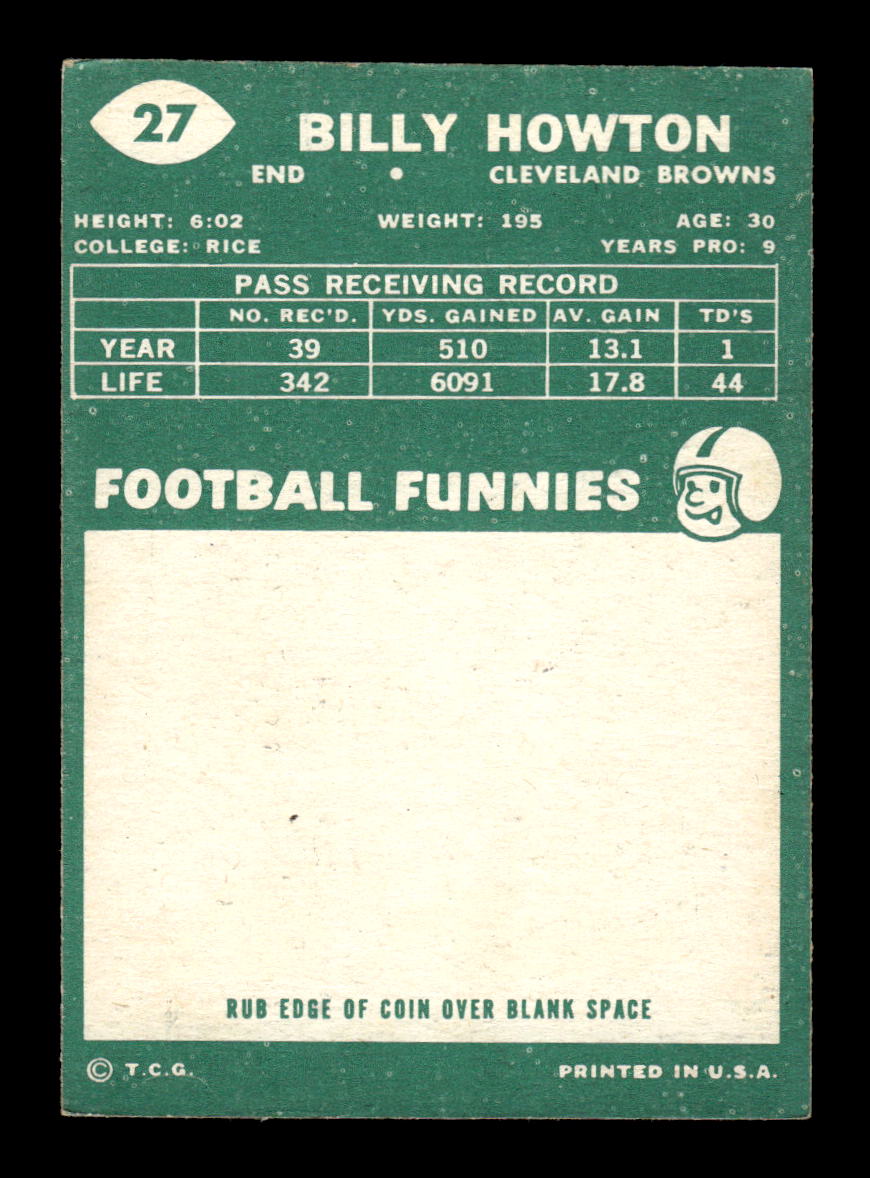 27
BILLY HOWTON
END • CLEVELAND BROWNS
HEIGHT: 6:02 WEIGHT: 195 AGE: 30
COLLEGE: RICE YEARS PRO: 9
PASS RECEIVING RECORD
NO. REC'D. YDS. GAINED AV. GAIN TD'S
YEAR 39 510 13.1 1
LIFE 342 6091 17.8 44
FOOTBALL FUNNIES
RUB EDGE OF COIN OVER BLANK SPACE
© T.C.G. PRINTED IN U.S.A.